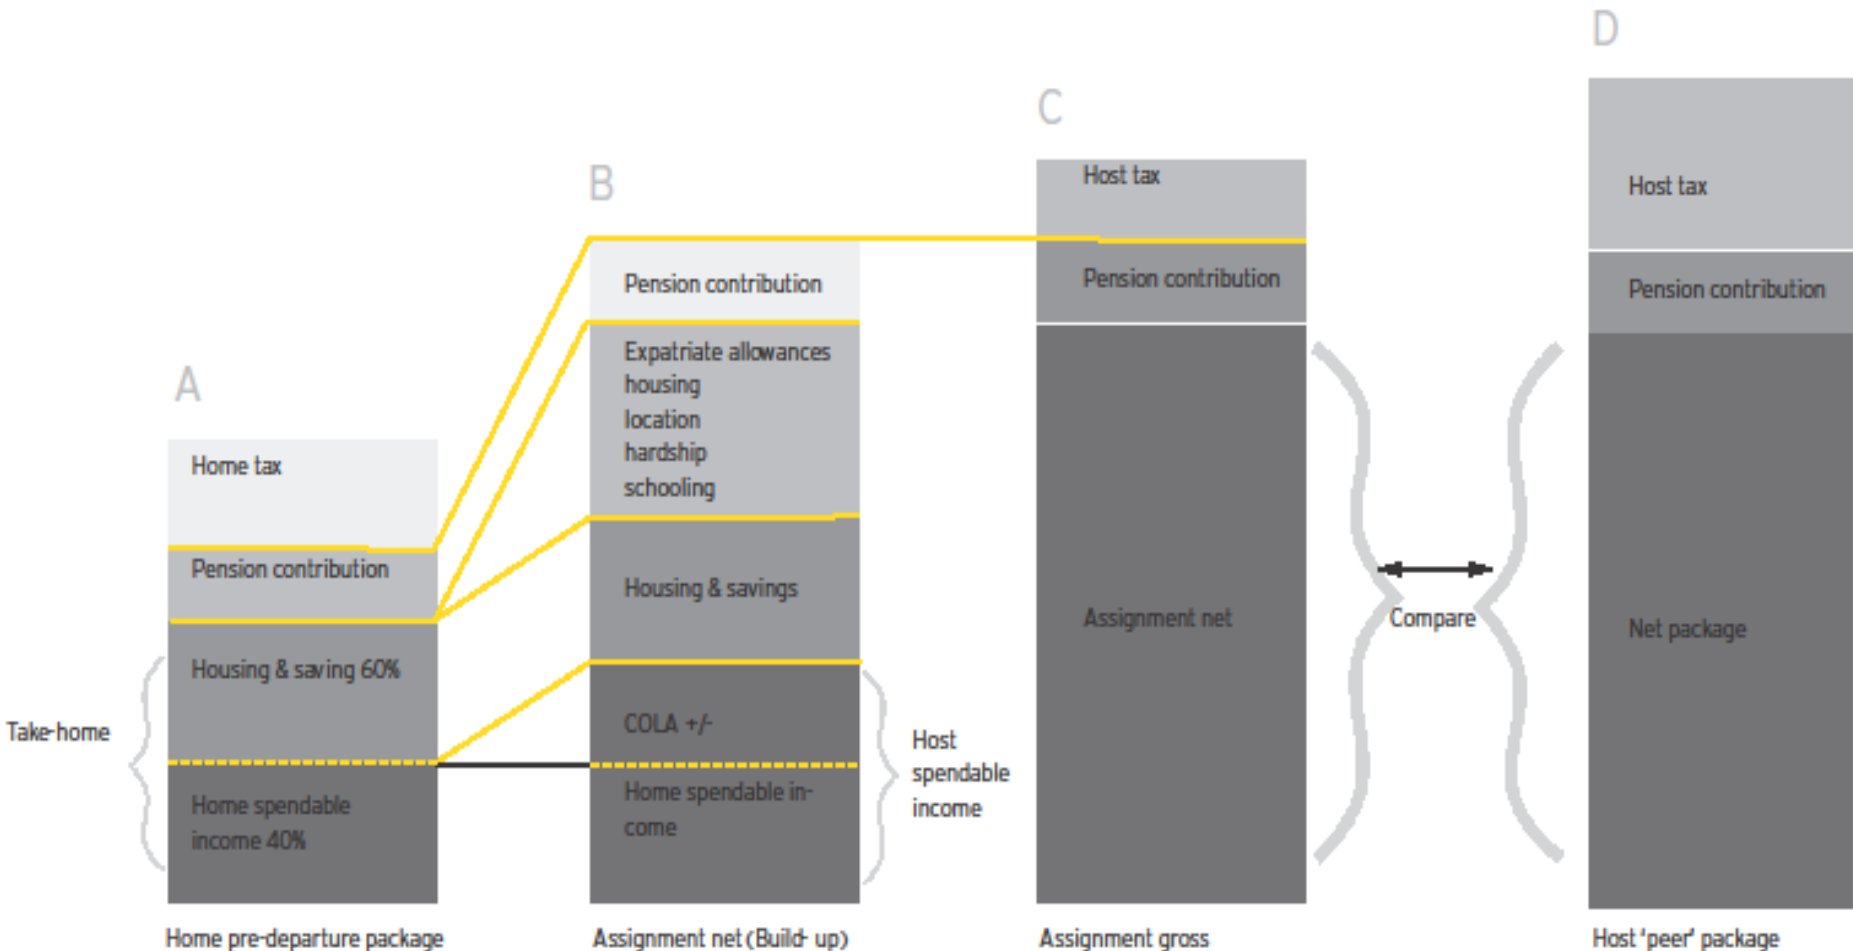 A
Home tax
Pension contribution
Housing & saving 60%
Take-home
Home spendable
income 40%
Home pre-departure package
B
Pension contribution
Expatriate allowances
housing
location
hardship
schooling
Housing & savings
COLA +/-
Home spendable in-
come
Host
spendable
income
Assignment net (Build- up)
C
Host tax
Pension contribution
Assignment net
Assignment gross
Compare
D
Host tax
Pension contribution
Net package
Host 'peer' package